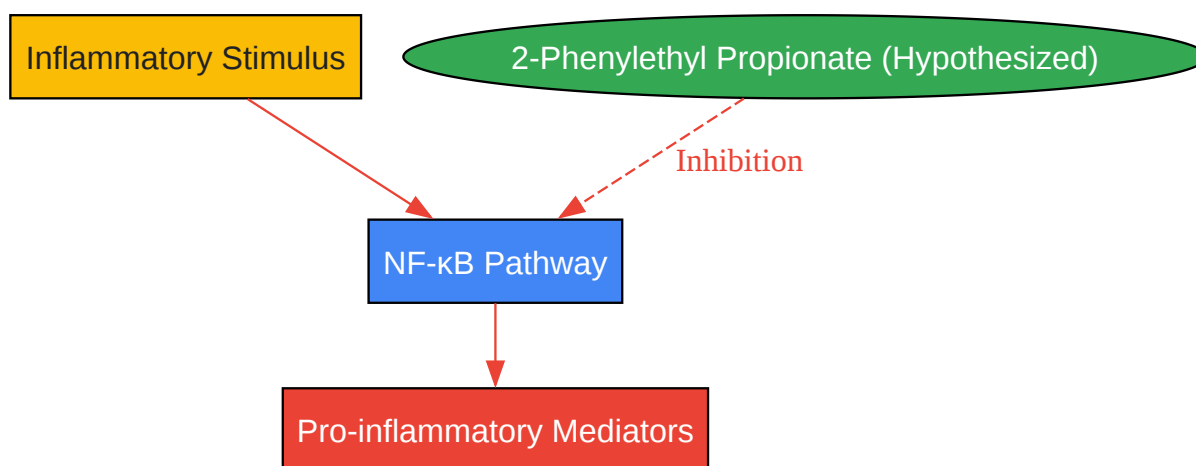 Inflammatory Stimulus
2-Phenylethyl Propionate (Hypothesized)
Inhibition
NF-κB Pathway
Pro-inflammatory Mediators